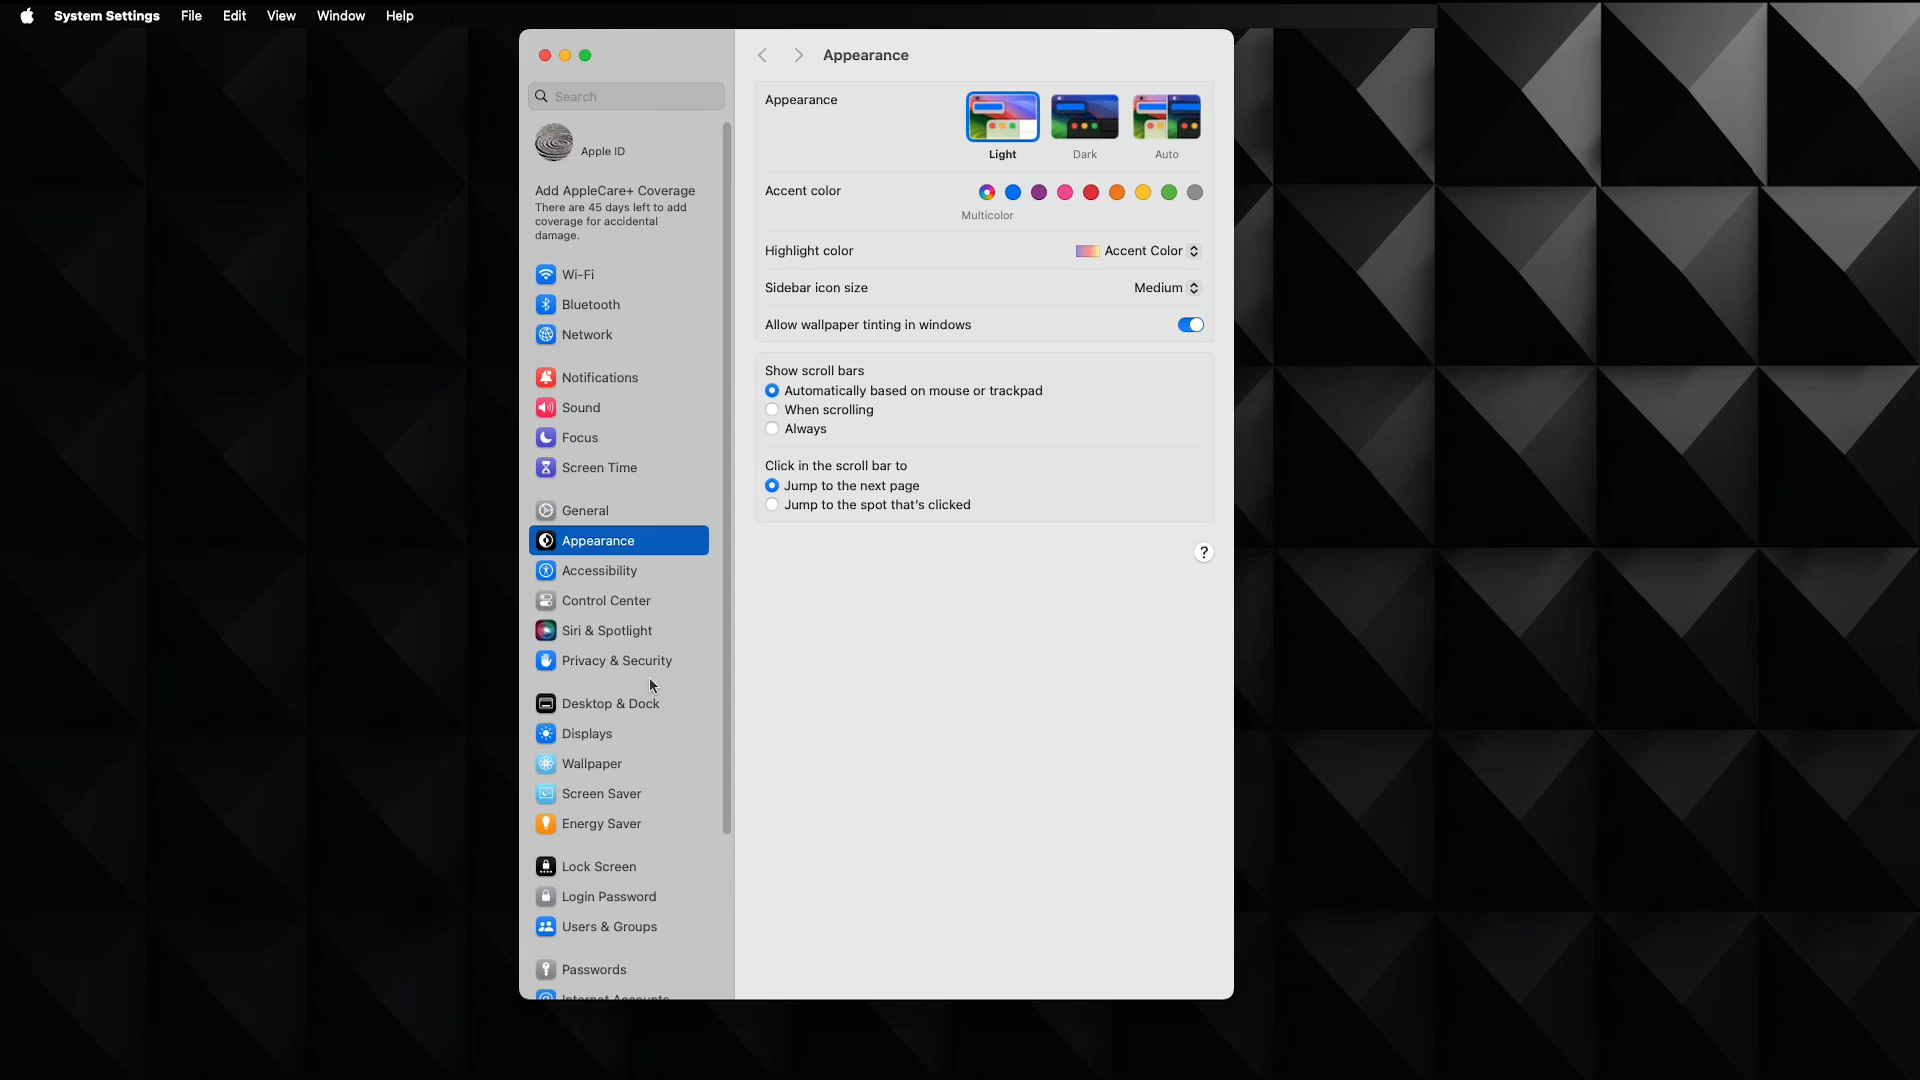 System Settings File Edit View Window Help
Search
Apple ID
Add AppleCare+ Coverage
There are 45 days left to add
coverage for accidental
damage.
Wi-Fi
Bluetooth
Network
Notifications
Sound
Focus
Screen Time
General
Appearance
Accessibility
Control Center
Siri & Spotlight
Privacy & Security
Desktop & Dock
Displays
Wallpaper
Screen Saver
Energy Saver
Lock Screen
Login Password
Users & Groups
Passwords
Internet Accounts
Appearance
Appearance
Light Dark Auto
Accent color
Multicolor
Highlight color Accent Color
Sidebar icon size Medium
Allow wallpaper tinting in windows
Show scroll bars
Automatically based on mouse or trackpad
When scrolling
Always
Click in the scroll bar to
Jump to the next page
Jump to the spot that's clicked
?